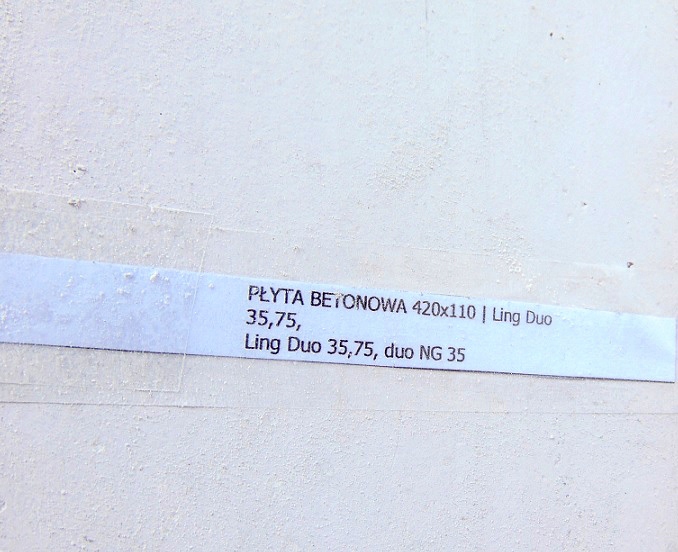 PŁYTA BETONOWA 420x110 | Ling Duo
35,75,
Ling Duo 35,75, duo NG 35